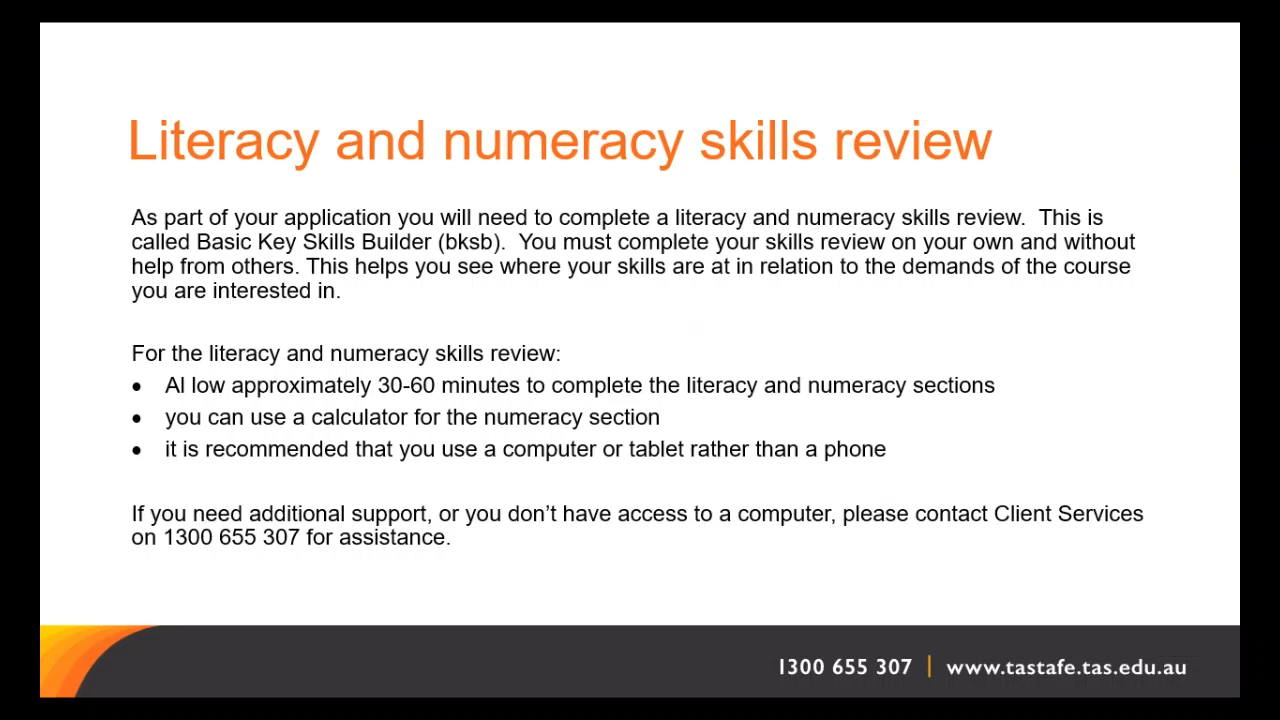 Literacy and numeracy skills review
As part of your application you will need to complete a literacy and numeracy skills review.  This is
called Basic Key Skills Builder (bksb).  You must complete your skills review on your own and without
help from others. This helps you see where your skills are at in relation to the demands of the course
you are interested in.
For the literacy and numeracy skills review:
• Al low approximately 30-60 minutes to complete the literacy and numeracy sections
• you can use a calculator for the numeracy section
• it is recommended that you use a computer or tablet rather than a phone
If you need additional support, or you don’t have access to a computer, please contact Client Services
on 1300 655 307 for assistance.
1300 655 307 | www.tastafe.tas.edu.au